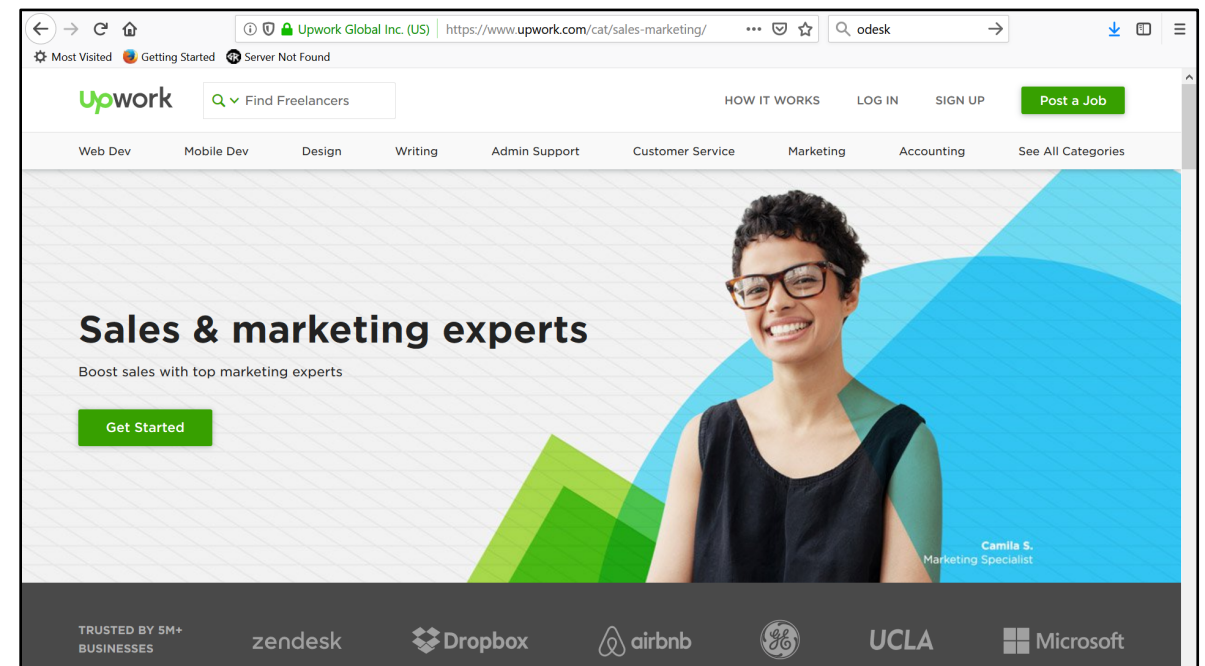 Upwork Global Inc. (US) https://www.upwork.com/cat/sales-marketing/ ••• odesk
Most Visited Getting Started Server Not Found
upwork Find Freelancers HOW IT WORKS LOG IN SIGN UP Post a Job
Web Dev Mobile Dev Design Writing Admin Support Customer Service Marketing Accounting See All Categories
Sales & marketing experts
Boost sales with top marketing experts
Get Started
Camila S.
Marketing Specialist
TRUSTED BY 5M+
BUSINESSES
zendesk Dropbox airbnb GE UCLA Microsoft